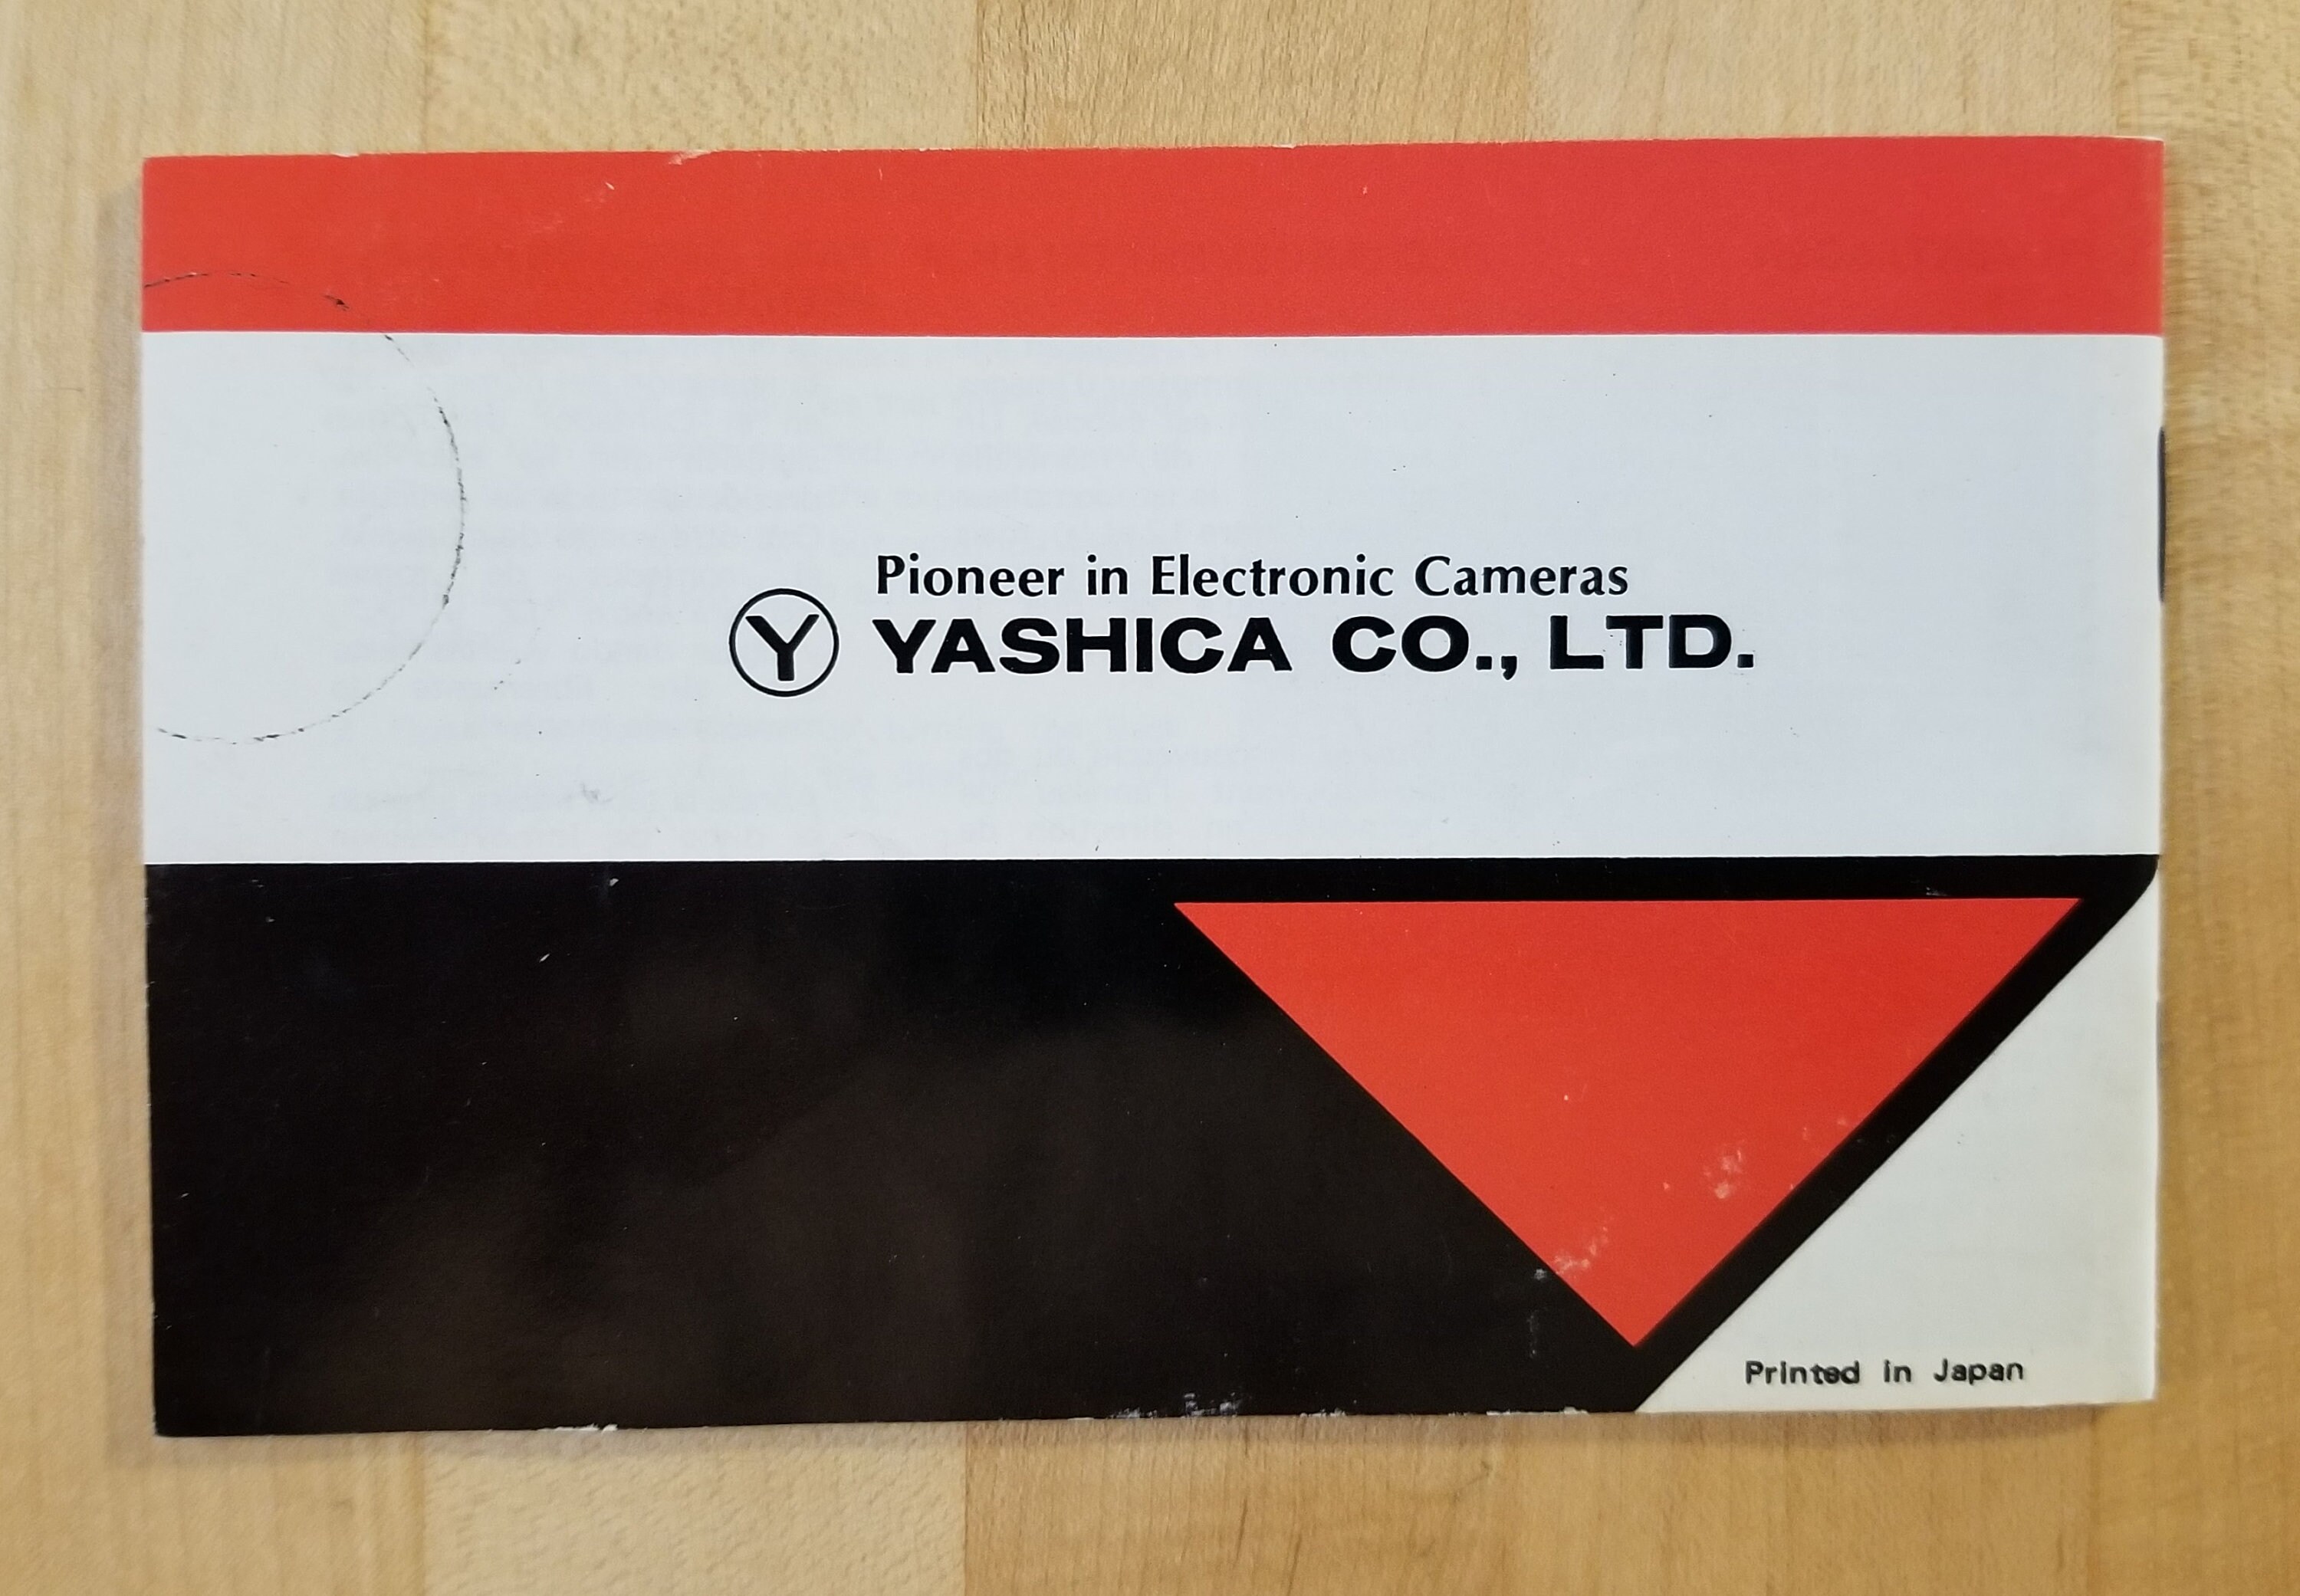 Pioneer in Electronic Cameras
Y YASHICA CO., LTD.
Printed in Japan